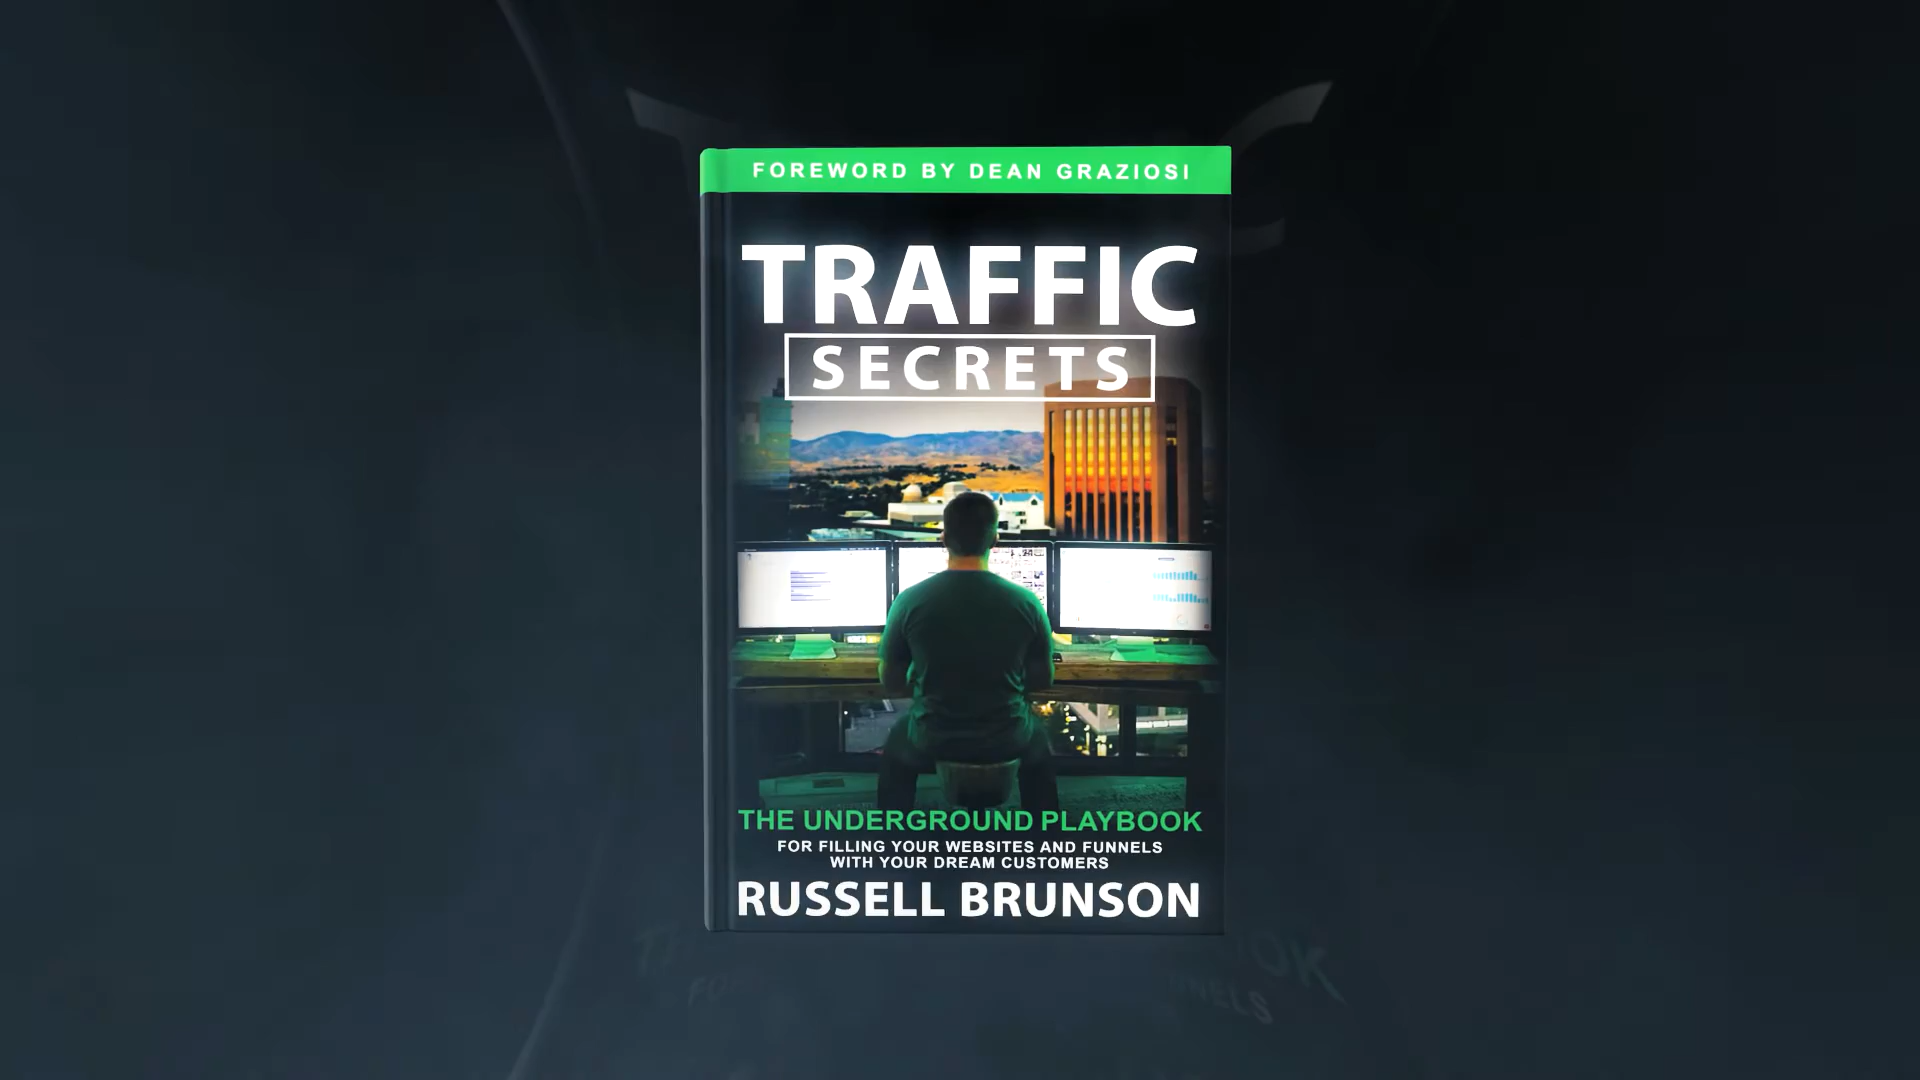 FOREWORD BY DEAN GRAZIOSI
TRAFFIC
SECRETS
THE UNDERGROUND PLAYBOOK
FOR FILLING YOUR WEBSITES AND FUNNELS
WITH YOUR DREAM CUSTOMERS
RUSSELL BRUNSON